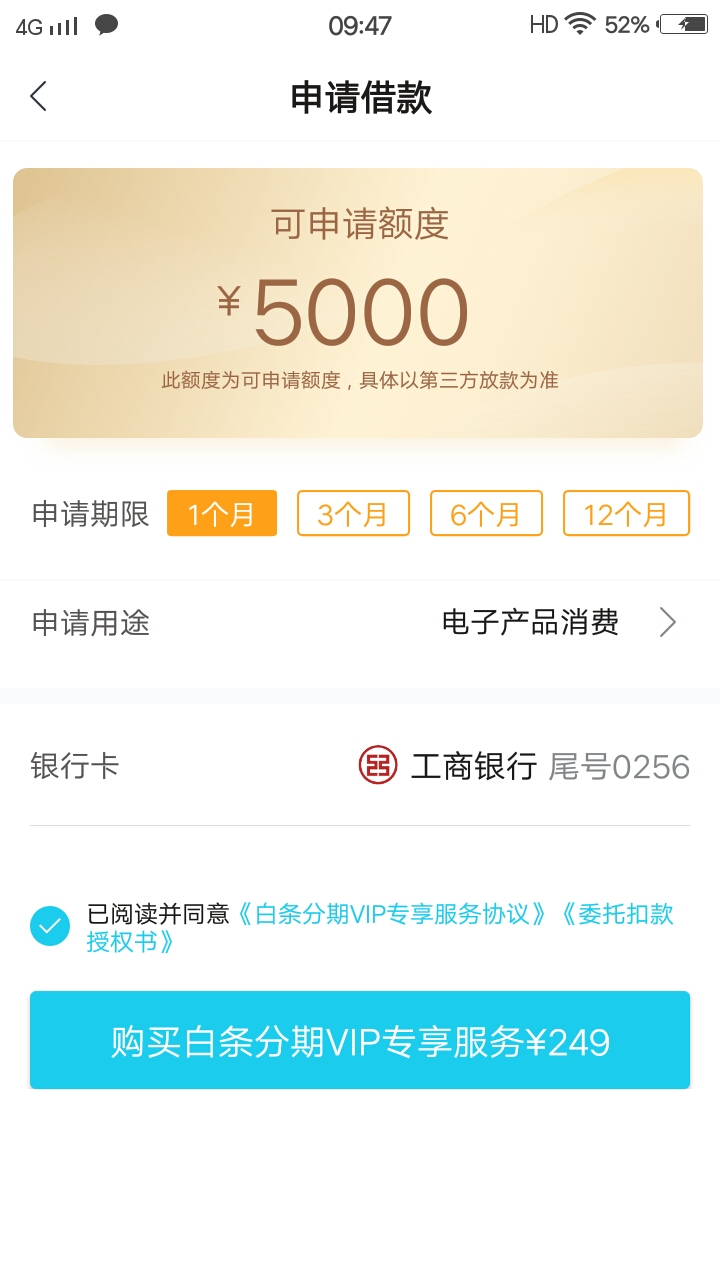 4G 09:47 HD 52%
申请借款
可申请额度
¥5000
此额度为可申请额度，具体以第三方放款为准
申请期限 1个月 3个月 6个月 12个月
申请用途 电子产品消费
银行卡 工商银行 尾号0256
已阅读并同意《白条分期VIP专享服务协议》《委托扣款
授权书》
购买白条分期VIP专享服务¥249